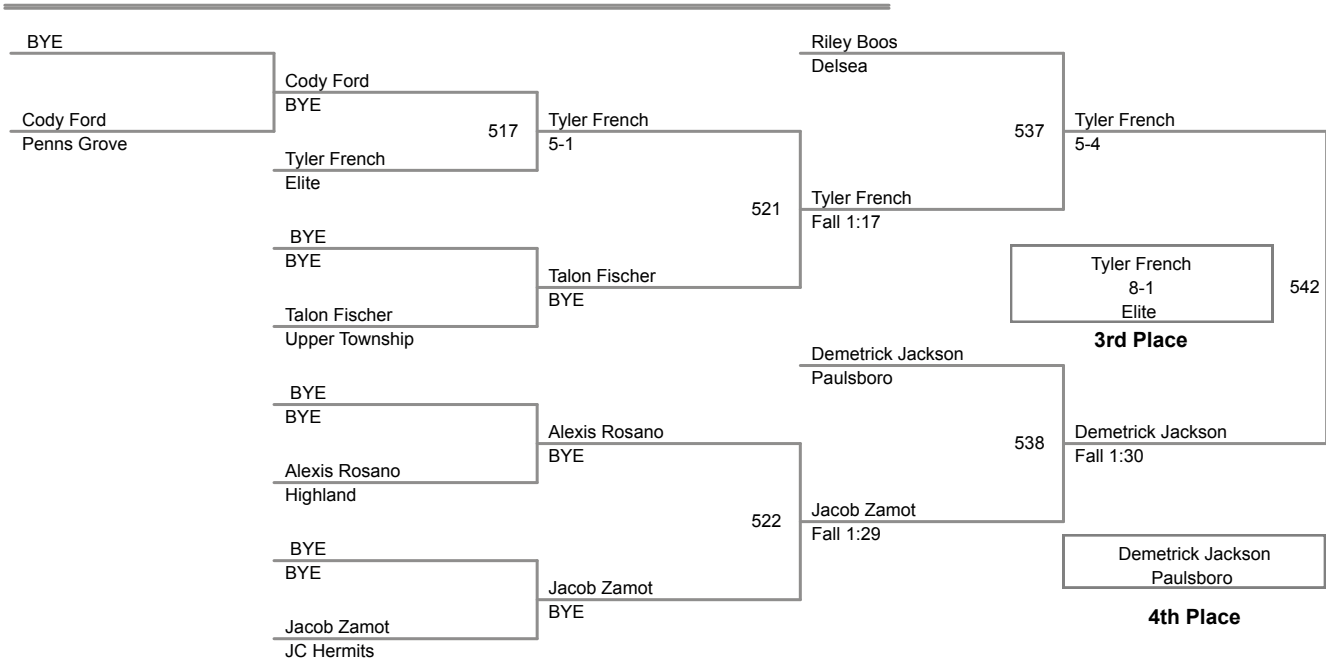 BYE
Cody Ford
Penns Grove
Cody Ford
BYE
517
Tyler French
Elite
BYE
BYE
Talon Fischer
Upper Township
BYE
BYE
Alexis Rosano
Highland
BYE
BYE
Jacob Zamot
JC Hermits
Tyler French
5-1
521
Talon Fischer
BYE
Alexis Rosano
BYE
522
Jacob Zamot
BYE
Riley Boos
Delsea
537
Tyler French
Fall 1:17
Demetrick Jackson
Paulsboro
538
Jacob Zamot
Fall 1:29
Tyler French
5-4
Tyler French
8-1
Elite
542
3rd Place
Demetrick Jackson
Fall 1:30
Demetrick Jackson
Paulsboro
4th Place